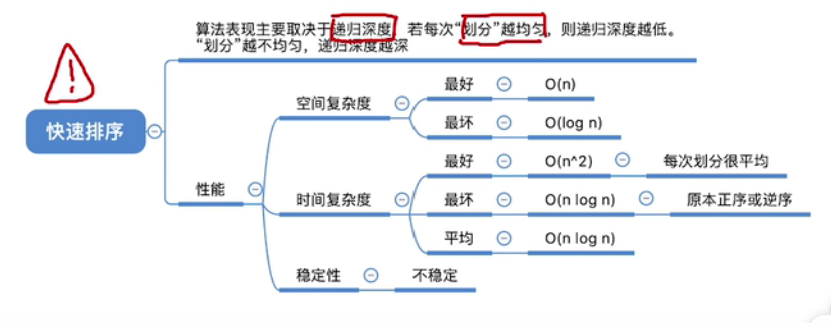 算法表现主要取决于递归深度，若每次“划分”越均匀，则递归深度越低。
“划分”越不均匀，递归深度越深
快速排序
性能
空间复杂度
最好
O(n)
最坏
O(log n)
时间复杂度
最好
O(n^2)
每次划分很平均
最坏
O(n log n)
原本正序或逆序
平均
O(n log n)
稳定性
不稳定